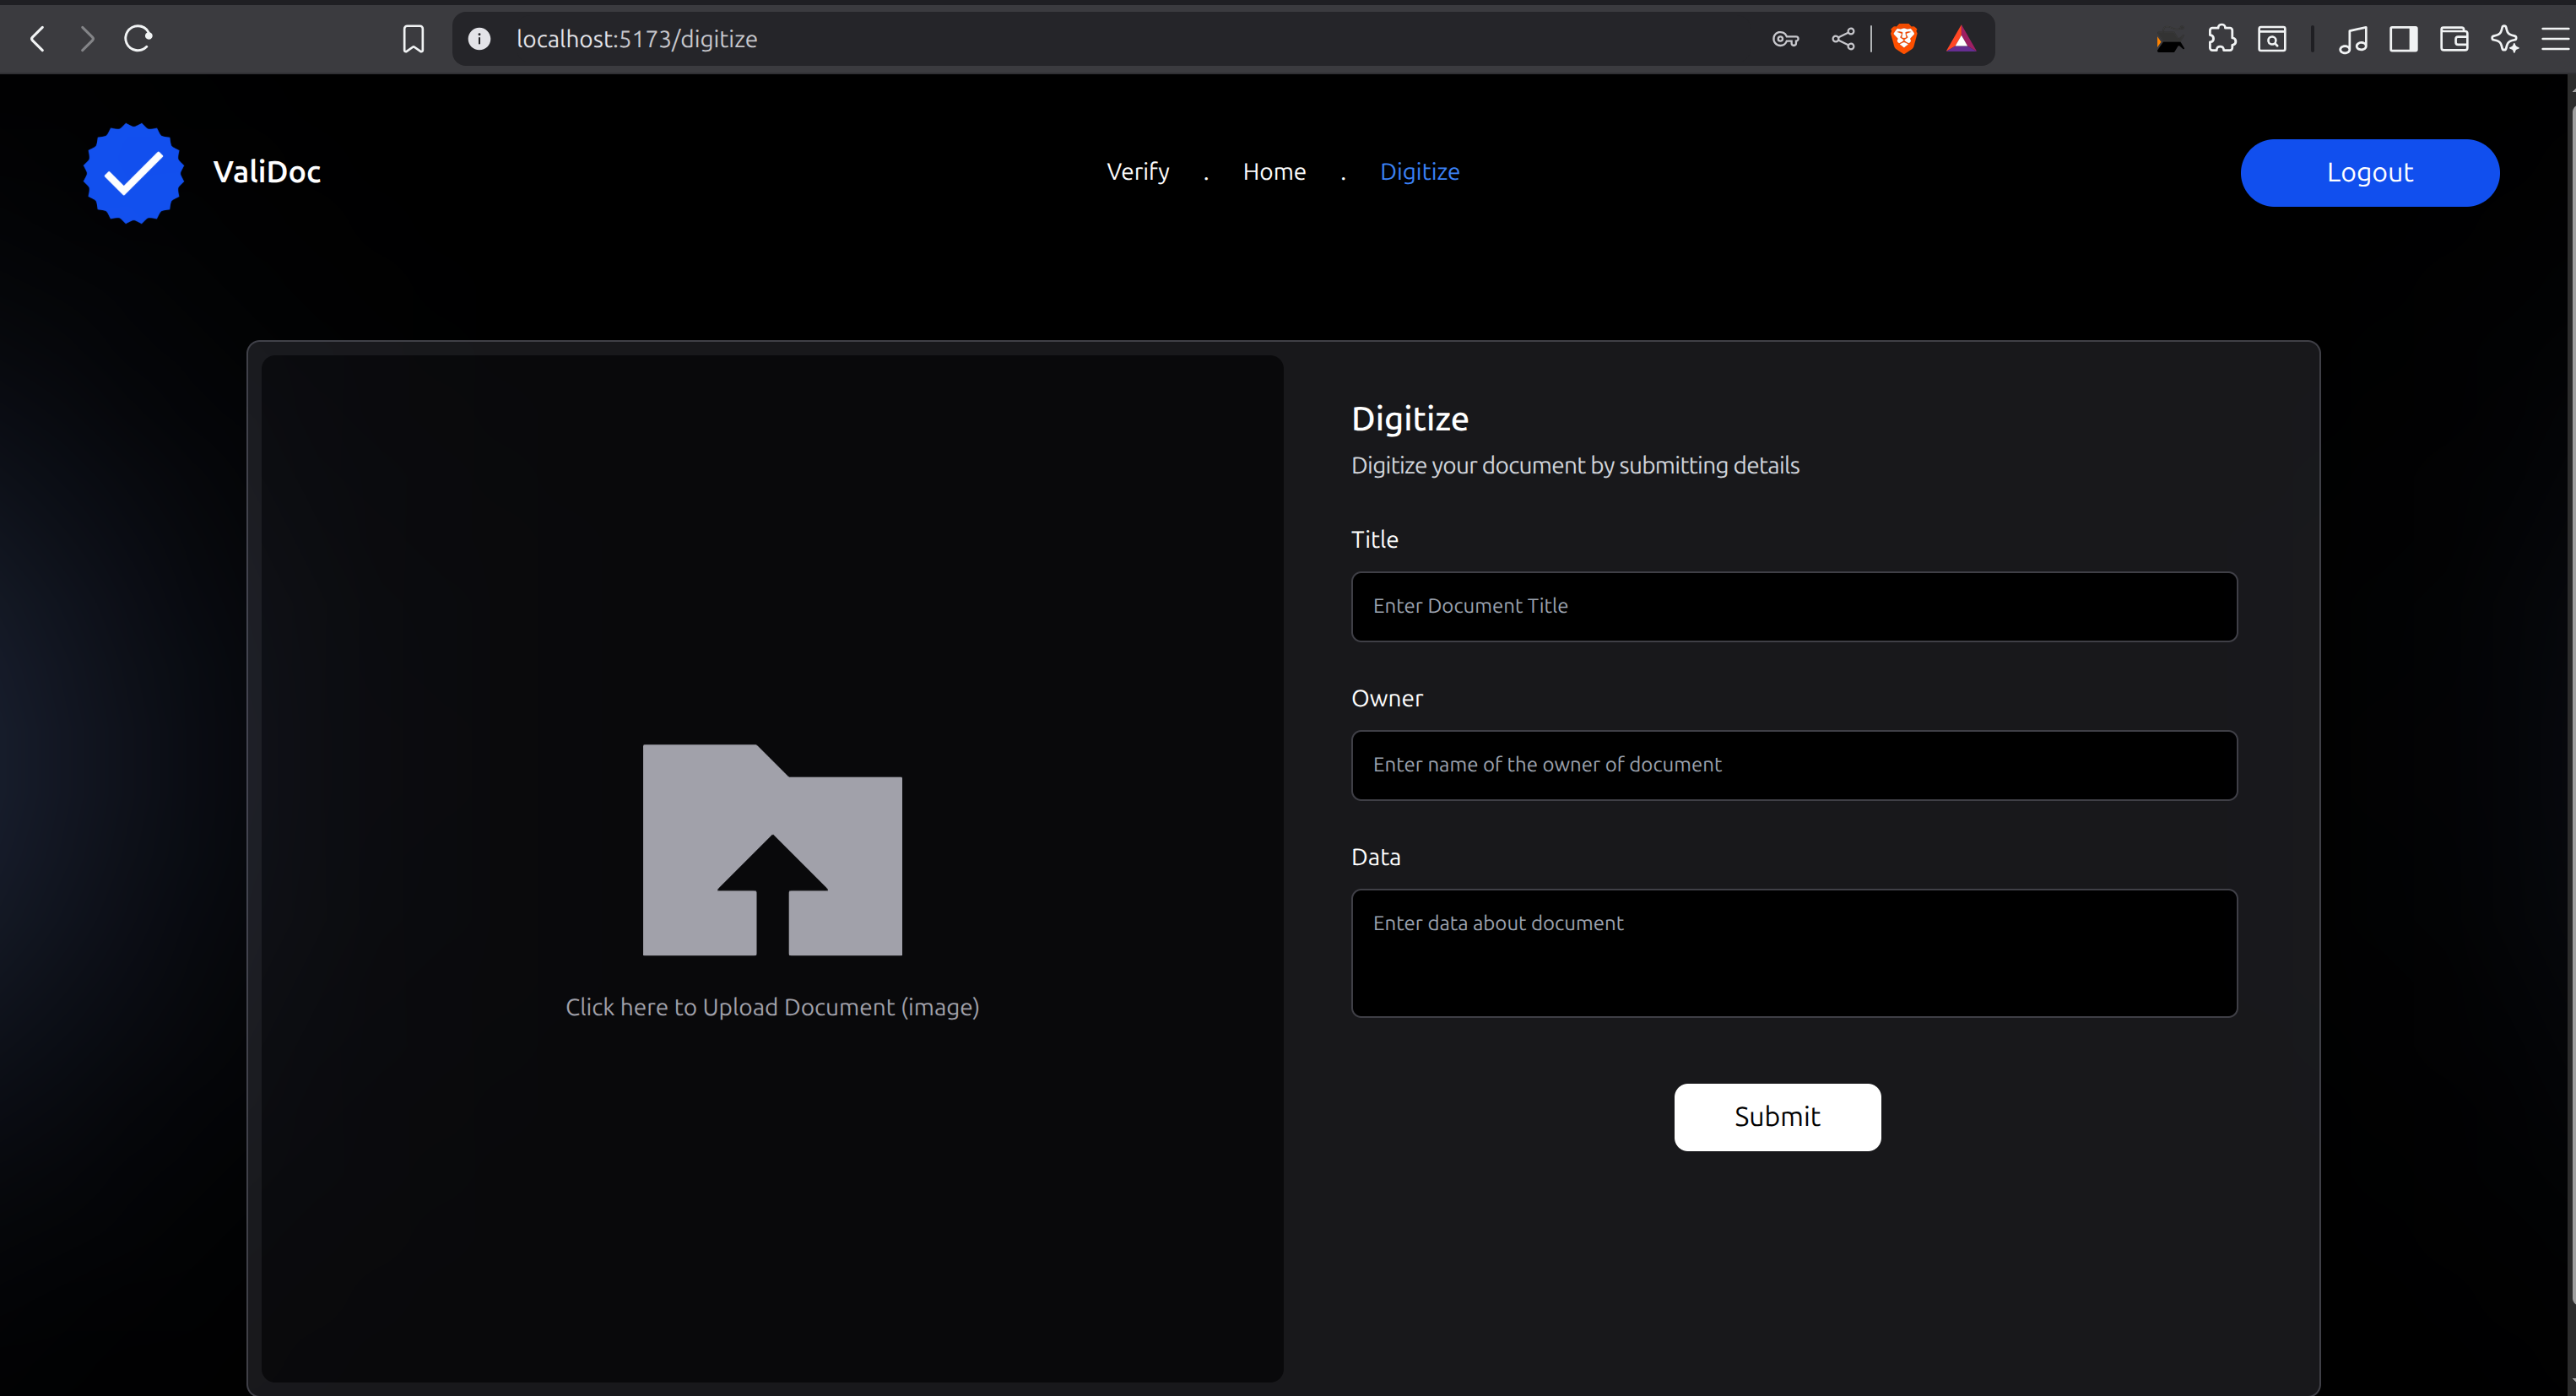 localhost:5173/digitize
ValiDoc
Verify . Home . Digitize
Logout
Digitize
Digitize your document by submitting details
Title
Enter Document Title
Owner
Enter name of the owner of document
Data
Enter data about document
Submit
Click here to Upload Document (image)